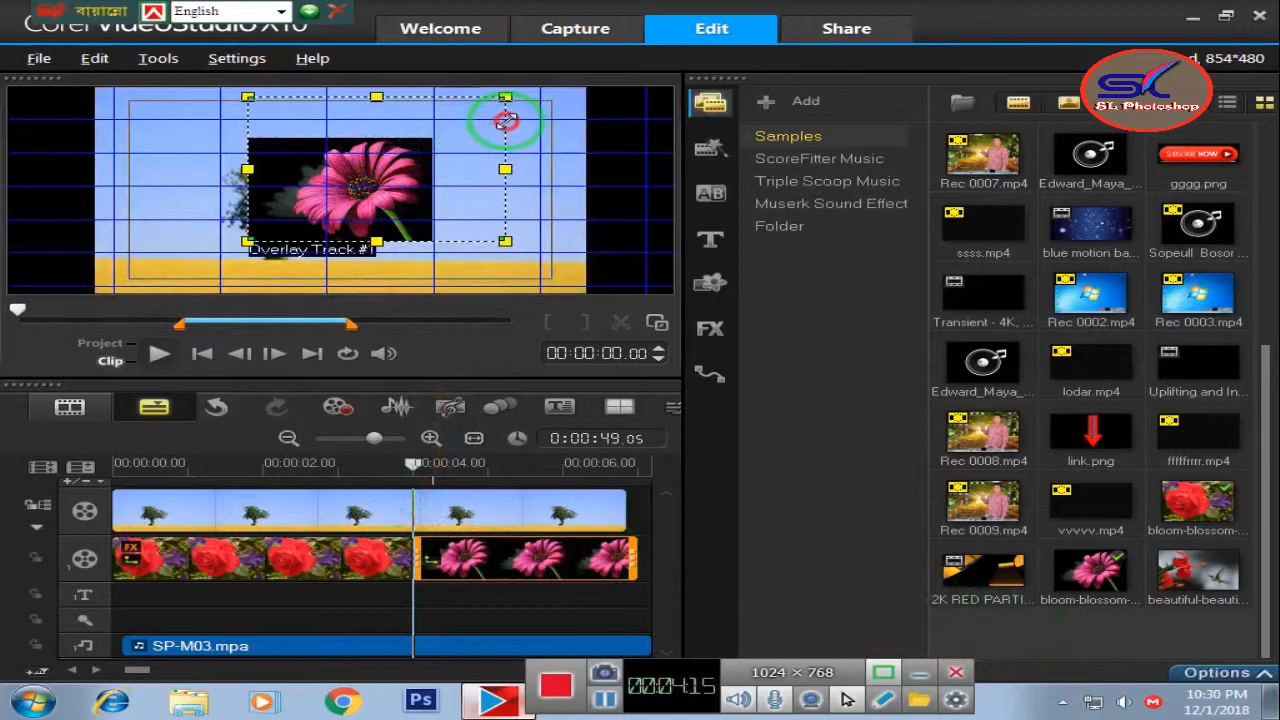 বায়ান্নো
English
Corel VideoStudio X10
Welcome
Capture
Edit
Share
File
Edit
Tools
Settings
Help
d, 854*480
SL Photoshop
Overlay Track #1
Project
Clip
00:00:00.00
0:00:49.05
00:00:00.00
00:00:02.00
00:00:04.00
00:00:06.00
FX
SP-M03.mpa
Add
Samples
ScoreFitter Music
Triple Scoop Music
Muserk Sound Effect
Folder
AB
T
FX
Rec 0007.mp4
Edward_Maya_...
SUBSCRIBE NOW
gggg.png
ssss.mp4
blue motion ba...
Sopeull Bosor ...
Transient - 4K, ...
Rec 0002.mp4
Rec 0003.mp4
Edward_Maya_...
lodar.mp4
Uplifting and In...
Rec 0008.mp4
link.png
fffffrrrr.mp4
Rec 0009.mp4
vvvvv.mp4
bloom-blossom-...
2K RED PARTI...
bloom-blossom-...
beautiful-beauti...
Options
00:04:15
1024 × 768
Ps
10:30 PM
12/1/2018